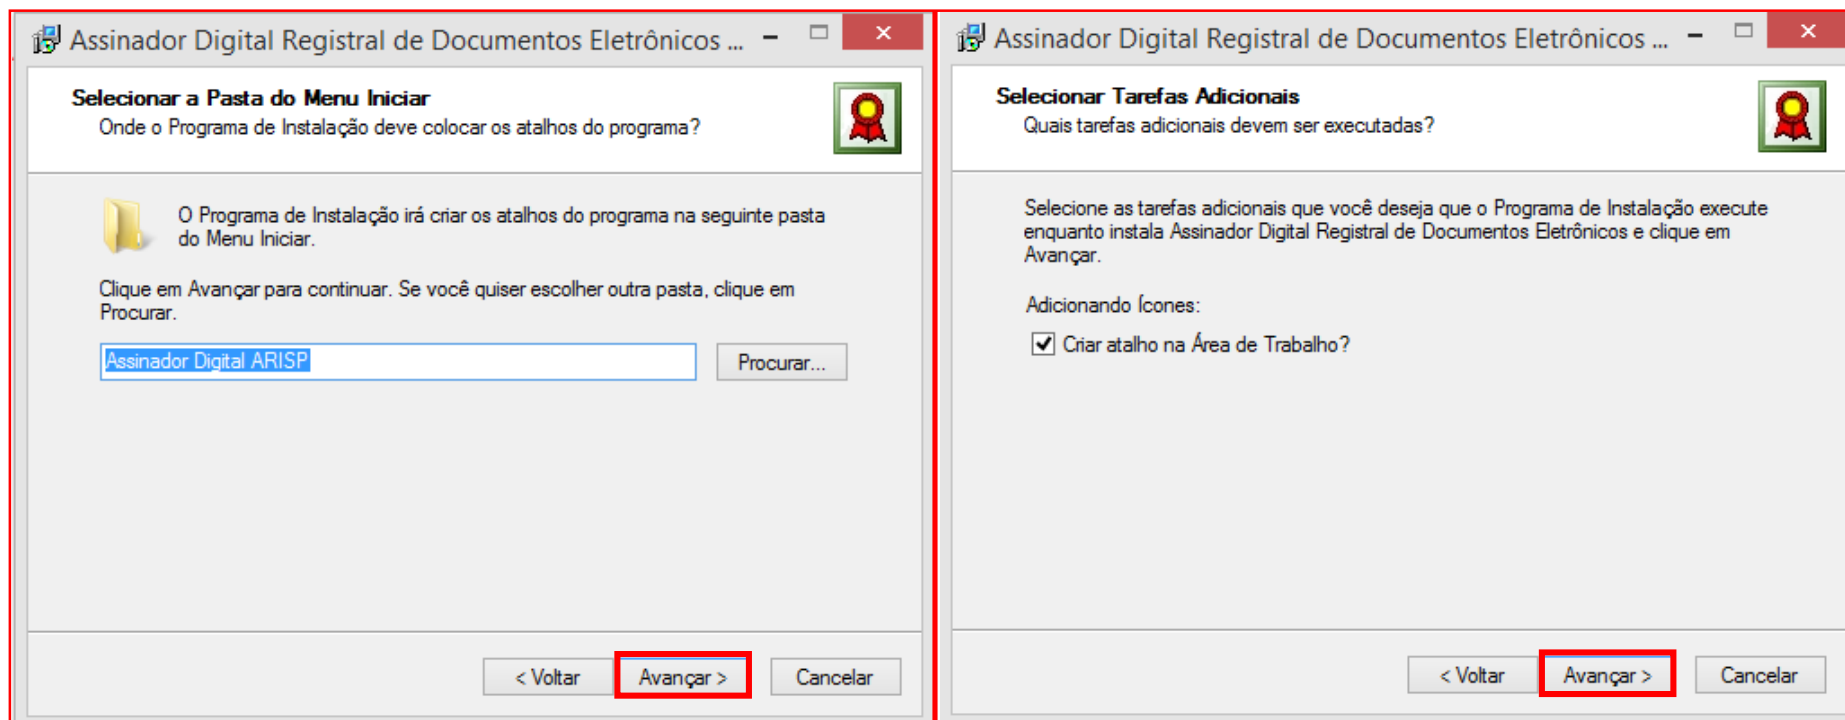 Assinador Digital Registral de Documentos Eletrônicos ...
Selecionar a Pasta do Menu Iniciar
Onde o Programa de Instalação deve colocar os atalhos do programa?
O Programa de Instalação irá criar os atalhos do programa na seguinte pasta
do Menu Iniciar.
Clique em Avançar para continuar. Se você quiser escolher outra pasta, clique em
Procurar.
Assinador Digital ARISP
Procurar...
< Voltar
Avançar >
Cancelar
Assinador Digital Registral de Documentos Eletrônicos ...
Selecionar Tarefas Adicionais
Quais tarefas adicionais devem ser executadas?
Selecione as tarefas adicionais que você deseja que o Programa de Instalação execute
enquanto instala Assinador Digital Registral de Documentos Eletrônicos e clique em
Avançar.
Adicionando Ícones:
Criar atalho na Área de Trabalho?
< Voltar
Avançar >
Cancelar